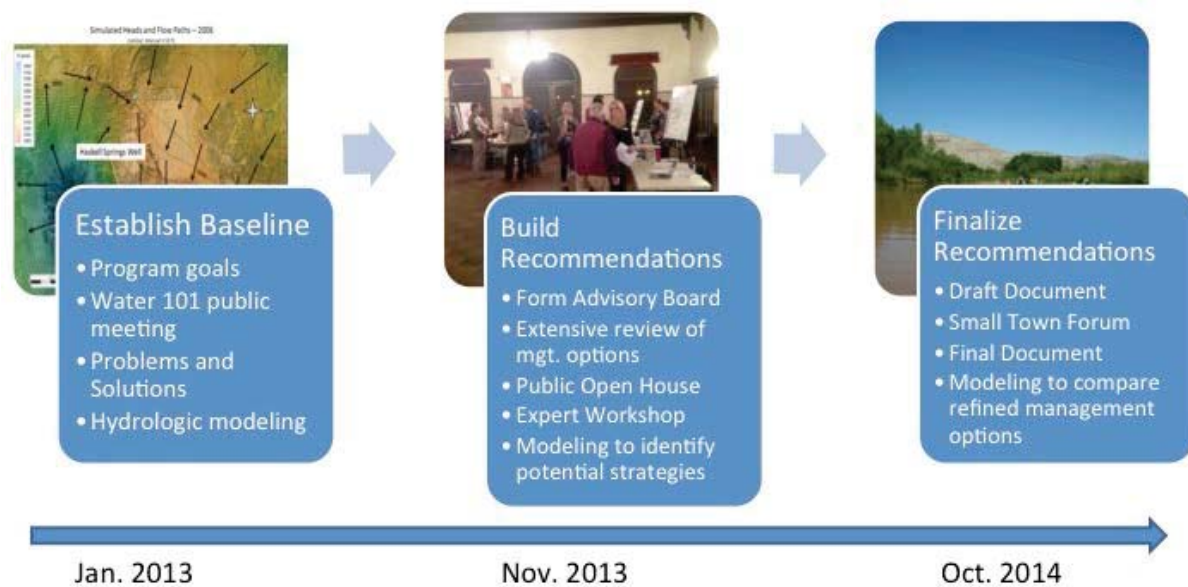 Simulated Heads and Flow Paths – 2006
Haskell Springs Well
Establish Baseline
• Program goals
• Water 101 public
meeting
• Problems and
Solutions
• Hydrologic modeling
Build
Recommendations
• Form Advisory Board
• Extensive review of
mgt. options
• Public Open House
• Expert Workshop
• Modeling to identify
potential strategies
Finalize
Recommendations
• Draft Document
• Small Town Forum
• Final Document
• Modeling to compare
refined management
options
Jan. 2013
Nov. 2013
Oct. 2014